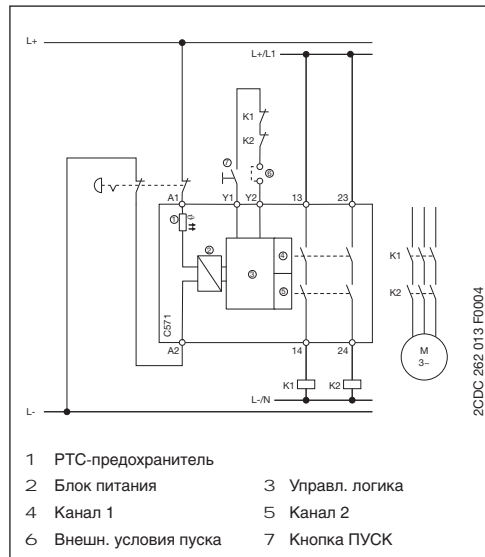 L+
L+/L1
K1
K2
7
6
A1
Y1
Y2
13
23
1
2
3
4
5
C571
K1
K2
M
3~
A2
14
24
K1
K2
L-/N
L-
2CDC 262 013 F0004
1 РТС-предохранитель
2 Блок питания
3 Управл. логика
4 Канал 1
5 Канал 2
6 Внешн. условия пуска
7 Кнопка ПУСК